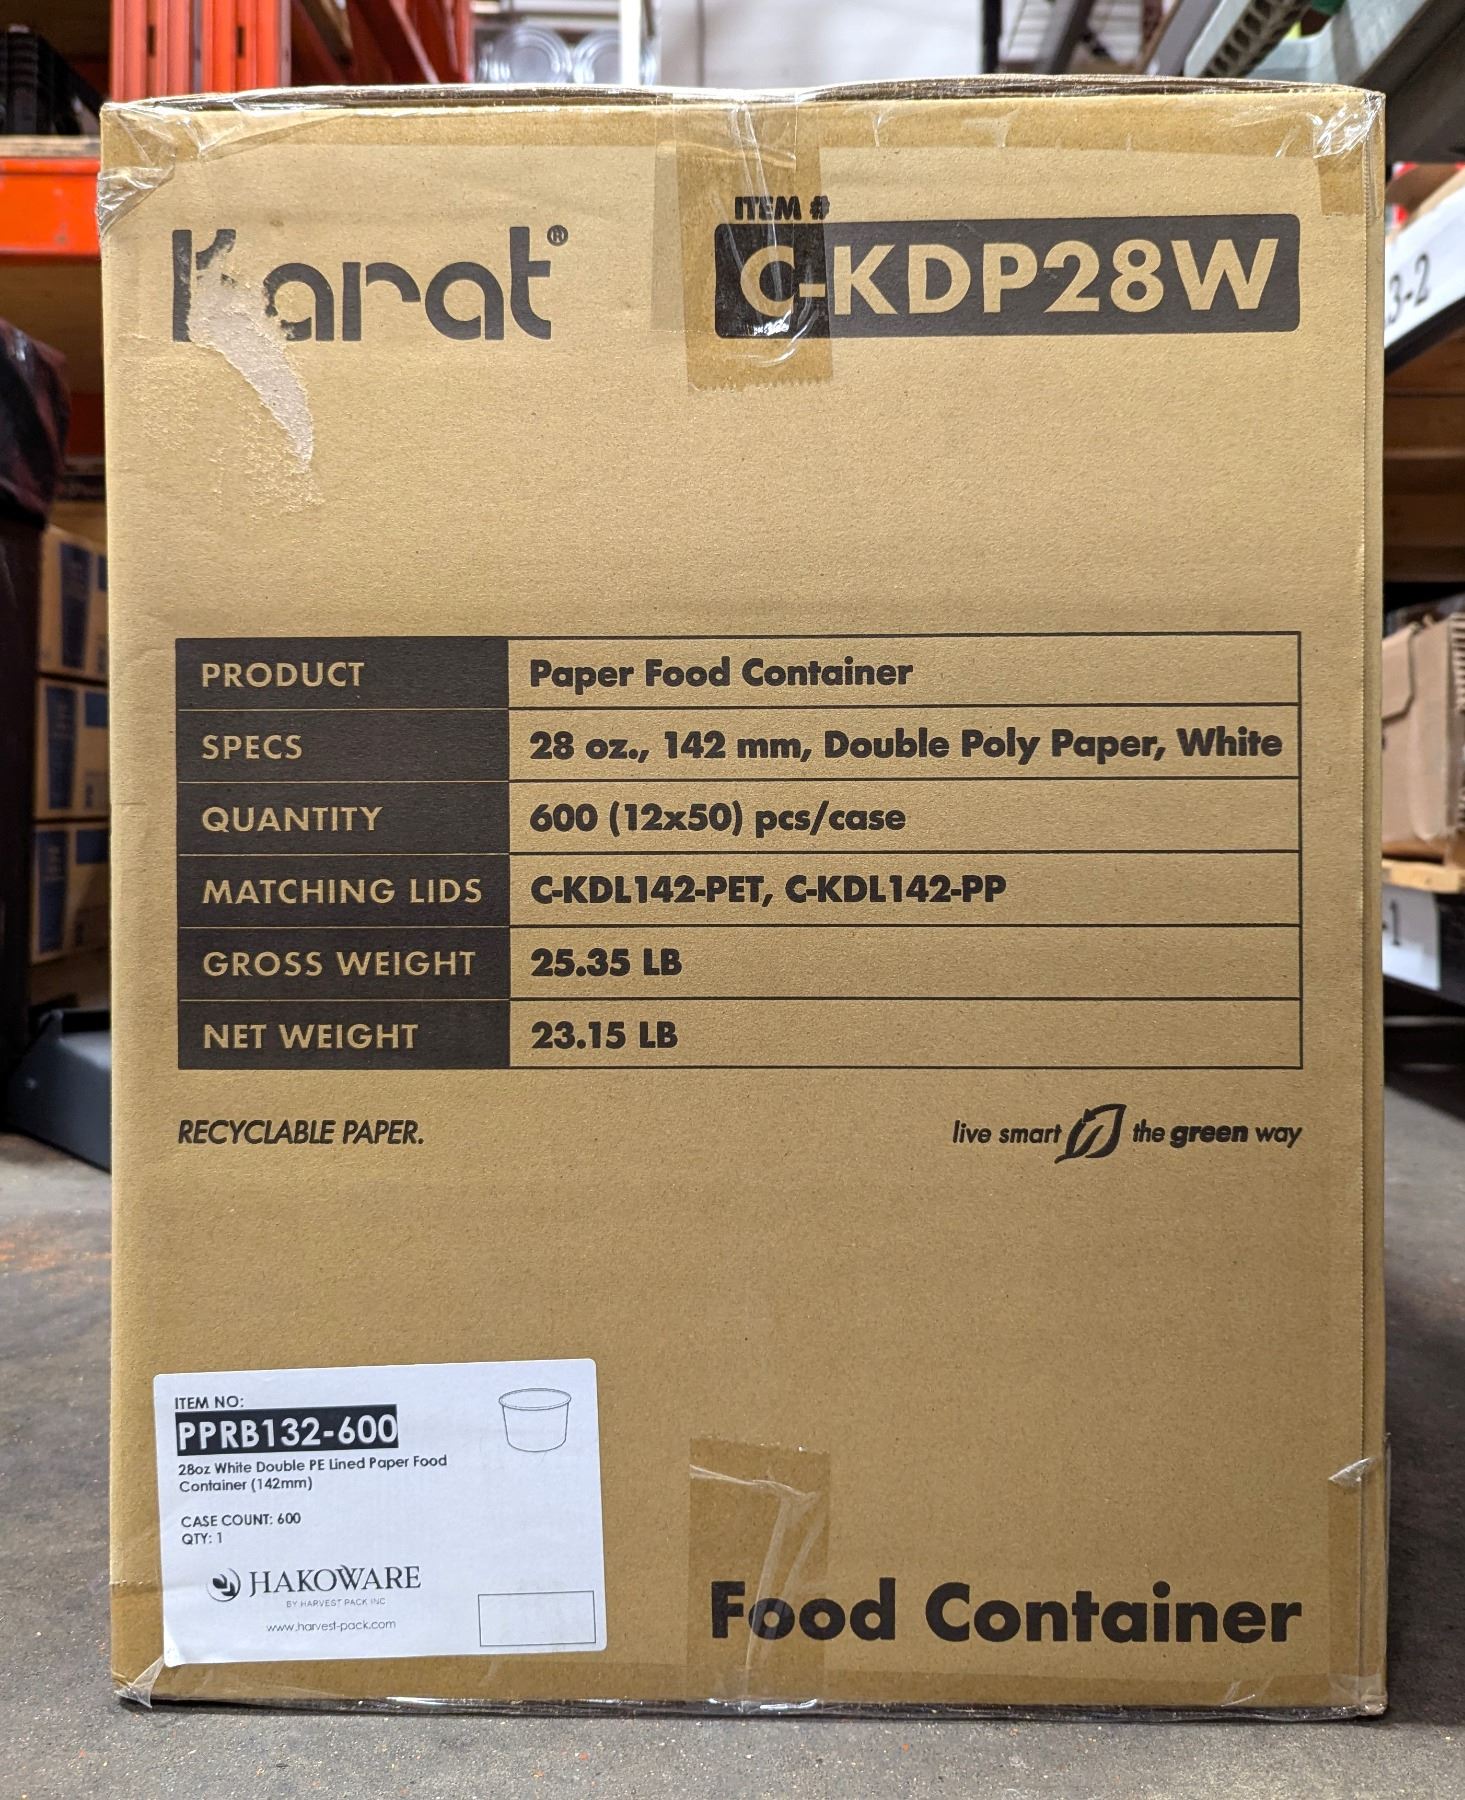 Karat®
ITEM #
C-KDP28W
3-2
PRODUCT Paper Food Container
SPECS 28 oz., 142 mm, Double Poly Paper, White
QUANTITY 600 (12x50) pcs/case
MATCHING LIDS C-KDL142-PET, C-KDL142-PP
GROSS WEIGHT 25.35 LB
NET WEIGHT 23.15 LB
-1
RECYCLABLE PAPER.
live smart the green way
ITEM NO:
PPRB132-600
28oz White Double PE Lined Paper Food
Container (142mm)
CASE COUNT: 600
QTY: 1
HAKOWARE
BY HARVEST PACK INC
www.harvest-pack.com
Food Container